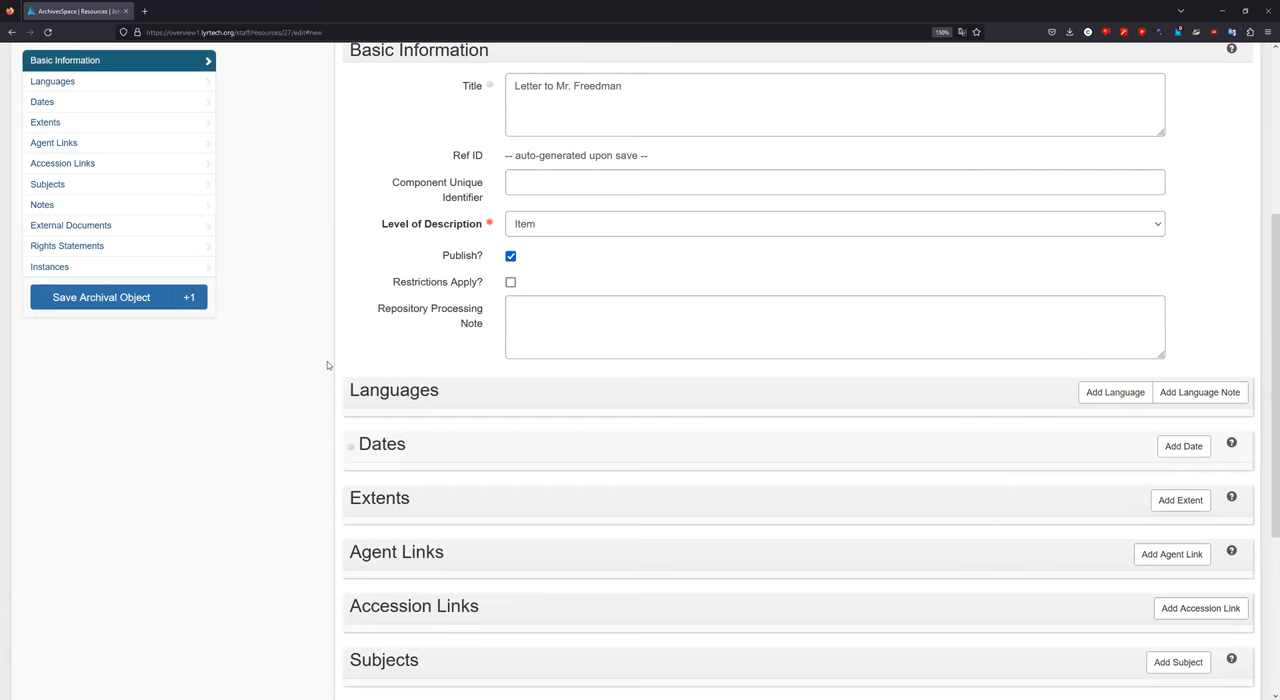 ArchivesSpace | Resources | Joh
https://overview1.lyrtech.org/staff/resources/27/edit#new
150%
Basic Information
Languages
Dates
Extents
Agent Links
Accession Links
Subjects
Notes
External Documents
Rights Statements
Instances
Save Archival Object +1
Basic Information
Title
Letter to Mr. Freedman
Ref ID
-- auto-generated upon save --
Component Unique
Identifier
Level of Description *
Item
Publish?
Restrictions Apply?
Repository Processing
Note
Languages
Add Language
Add Language Note
Dates
Add Date
Extents
Add Extent
Agent Links
Add Agent Link
Accession Links
Add Accession Link
Subjects
Add Subject